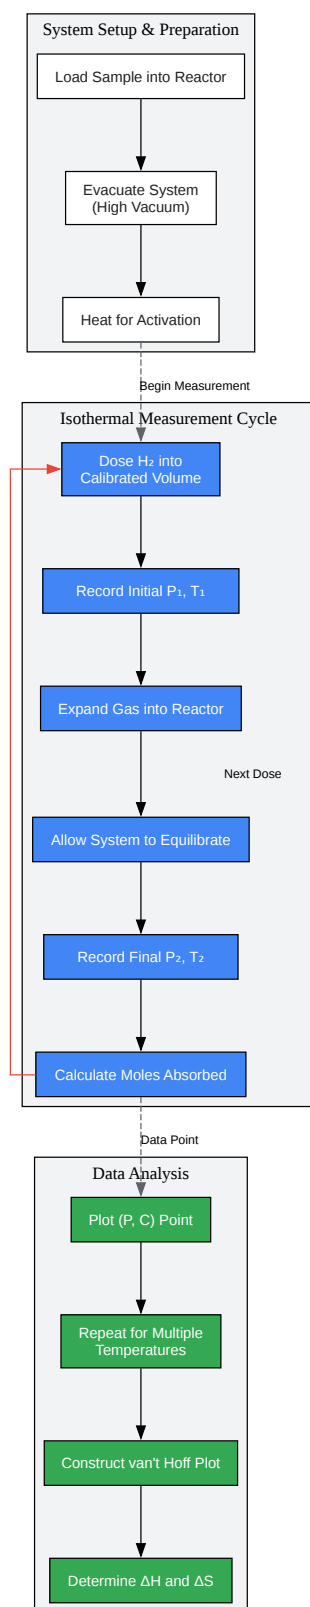 System Setup & Preparation
Load Sample into Reactor
Evacuate System
(High Vacuum)
Heat for Activation
Begin Measurement
Isothermal Measurement Cycle
Dose H₂ into
Calibrated Volume
Record Initial P₁, T₁
Expand Gas into Reactor
Next Dose
Allow System to Equilibrate
Record Final P₂, T₂
Calculate Moles Absorbed
Data Point
Data Analysis
Plot (P, C) Point
Repeat for Multiple
Temperatures
Construct van't Hoff Plot
Determine ΔH and ΔS